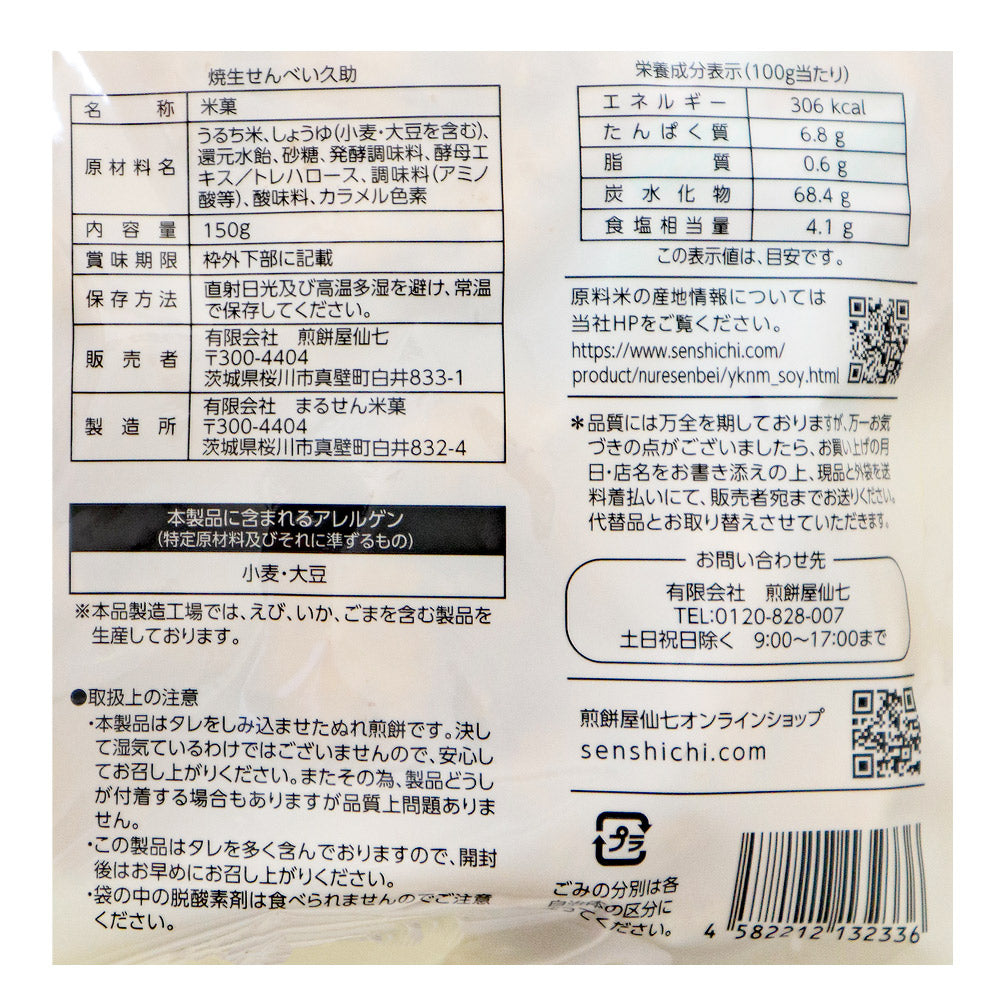 焼生せんべい久助
名称 米菓
原材料名 うるち米、しょうゆ(小麦・大豆を含む)、
還元水飴、砂糖、発酵調味料、酵母エ
キス／トレハロース、調味料(アミノ
酸等)、酸味料、カラメル色素
内容量 150g
賞味期限 枠外下部に記載
保存方法 直射日光及び高温多湿を避け、常温
で保存してください。
販売者 有限会社 煎餅屋仙七
〒300-4404
茨城県桜川市真壁町白井833-1
製造所 有限会社 まるせん米菓
〒300-4404
茨城県桜川市真壁町白井832-4
本製品に含まれるアレルゲン
(特定原材料及びそれに準ずるもの)
小麦・大豆
※本品製造工場では、えび、いか、ごまを含む製品を
生産しております。
●取扱上の注意
・本製品はタレをしみ込ませたぬれ煎餅です。決し
て湿気ているわけではございませんので、安心し
てお召し上がりください。またその為、製品どうし
が付着する場合もありますが品質上問題ありま
せん。
・この製品はタレを多く含んでおりますので、開封
後はお早めにお召し上がりください。
・袋の中の脱酸素剤は食べられませんのでご注意
ください。
栄養成分表示(100g当たり)
エネルギー 306 kcal
たんぱく質 6.8 g
脂質 0.6 g
炭水化物 68.4 g
食塩相当量 4.1 g
この表示値は、目安です。
原料米の産地情報については
当社HPをご覧ください。
https://www.senshichi.com/
product/nuresenbei/yknm_soy.html
＊品質には万全を期しておりますが、万一お気
づきの点がございましたら、お買い上げの月
日・店名をお書き添えの上、現品と外袋を送
料着払いにて、販売者宛までお送りください。
代替品とお取り替えさせていただきます。
お問い合わせ先
有限会社 煎餅屋仙七
TEL:0120-828-007
土日祝日除く 9:00〜17:00まで
煎餅屋仙七オンラインショップ
senshichi.com
プラ
ごみの分別は各
の区分に
てください。
4 582212 132336